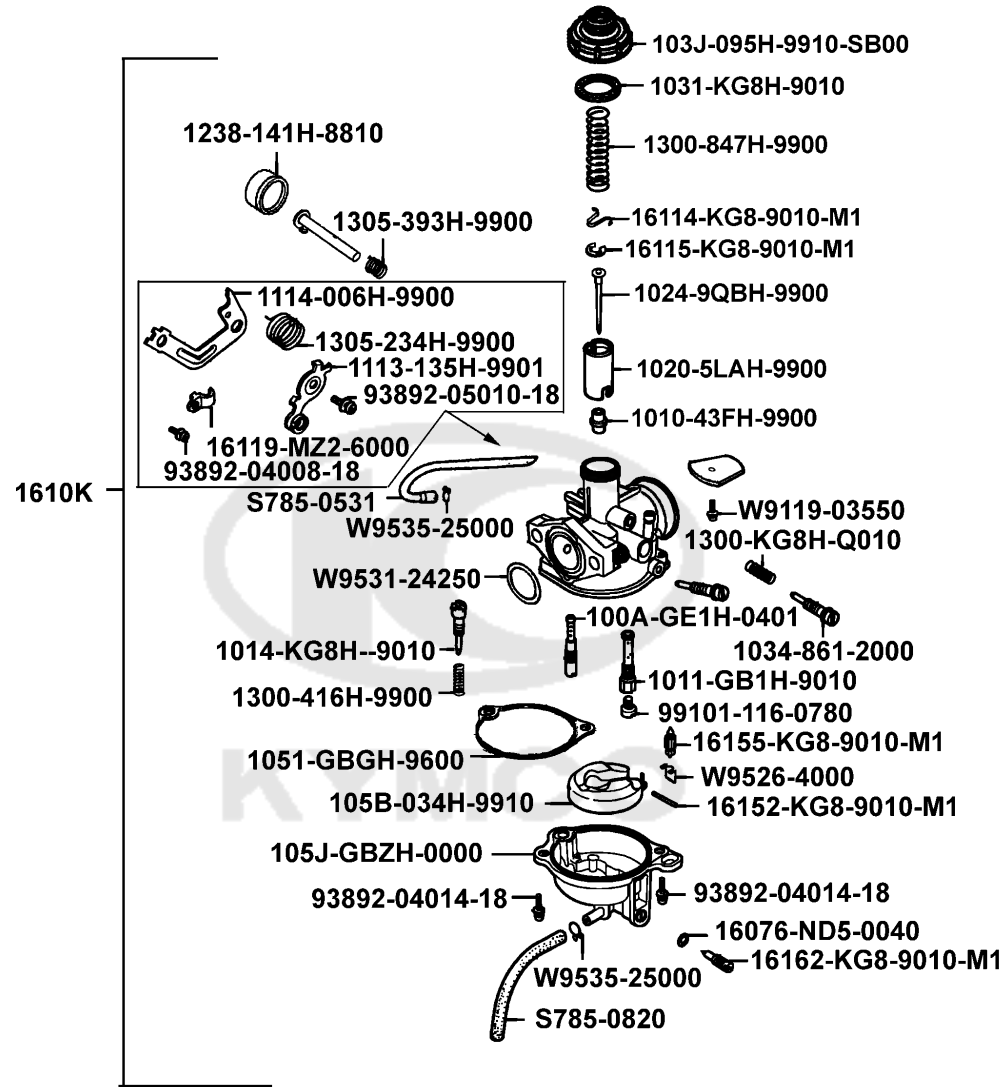 103J-095H-9910-SB00
1031-KG8H-9010
1238-141H-8810
1300-847H-9900
1305-393H-9900
16114-KG8-9010-M1
16115-KG8-9010-M1
1114-006H-9900
1024-9QBH-9900
1305-234H-9900
1113-135H-9901
1020-5LAH-9900
93892-05010-18
1010-43FH-9900
16119-MZ2-6000
93892-04008-18
1610K
S785-0531
W9535-25000
W9119-03550
1300-KG8H-Q010
W9531-24250
100A-GE1H-0401
1014-KG8H--9010
1034-861-2000
1300-416H-9900
1011-GB1H-9010
99101-116-0780
1051-GBGH-9600
16155-KG8-9010-M1
W9526-4000
105B-034H-9910
16152-KG8-9010-M1
KYMCO
105J-GBZH-0000
93892-04014-18
93892-04014-18
16076-ND5-0040
16162-KG8-9010-M1
W9535-25000
S785-0820